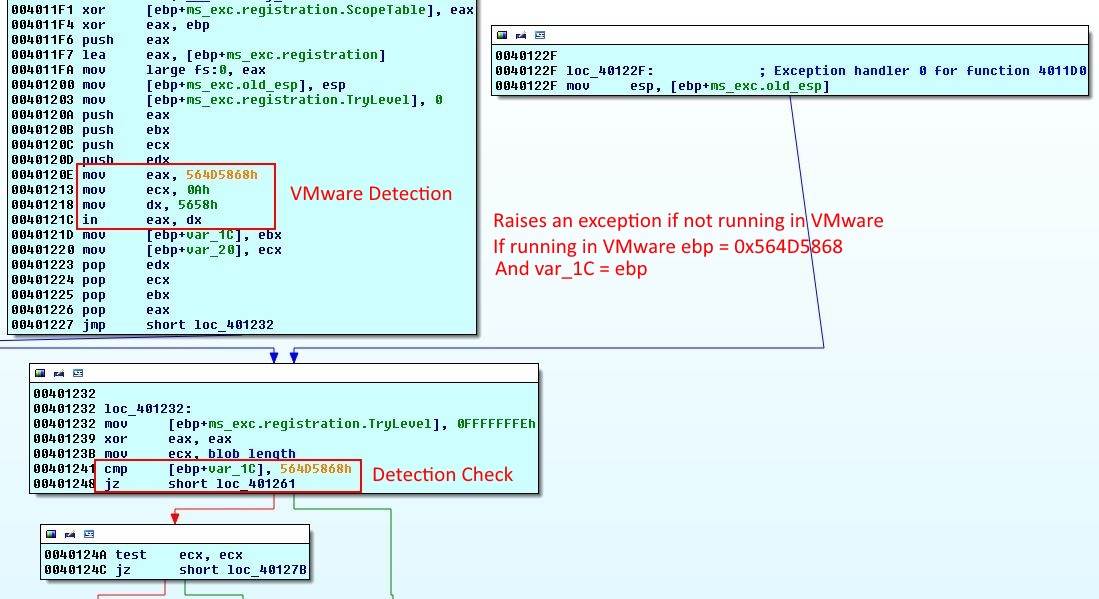 004011F1 xor [ebp+ms_exc.registration.ScopeTable], eax
004011F4 xor eax, ebp
004011F6 push eax
004011F7 lea eax, [ebp+ms_exc.registration]
004011FA mov large fs:0, eax
00401200 mov [ebp+ms_exc.old_esp], esp
00401203 mov [ebp+ms_exc.registration.TryLevel], 0
0040120A push eax
0040120B push ebx
0040120C push ecx
0040120D push edx
0040120E mov eax, 564D5868h
00401213 mov ecx, 0Ah
00401218 mov dx, 5658h
0040121C in eax, dx
0040121D mov [ebp+var_1C], ebx
00401220 mov [ebp+var_20], ecx
00401223 pop edx
00401224 pop ecx
00401225 pop ebx
00401226 pop eax
00401227 jmp short loc_401232
VMware Detection
0040122F
0040122F loc_40122F: ; Exception handler 0 for function 4011D0
0040122F mov esp, [ebp+ms_exc.old_esp]
Raises an exception if not running in VMware
If running in VMware ebp = 0x564D5868
And var_1C = ebp
00401232
00401232 loc_401232:
00401232 mov [ebp+ms_exc.registration.TryLevel], 0FFFFFFFEh
00401239 xor eax, eax
0040123B mov ecx, blob_length
00401241 cmp [ebp+var_1C], 564D5868h
00401248 jz short loc_401261
Detection Check
0040124A test ecx, ecx
0040124C jz short loc_40127B